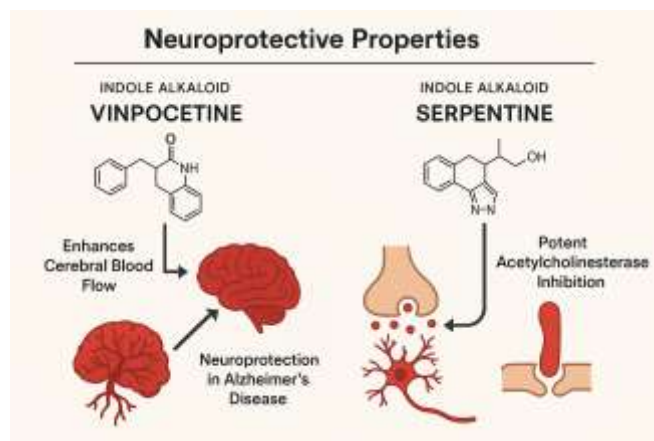 Neuroprotective Properties
INDOLE ALKALOID
VINPOCETINE
O
NH
Enhances
Cerebral Blood
Flow
Neuroprotection
in Alzheimer's
Disease
INDOLE ALKALOID
SERPENTINE
OH
N-N
Potent
Acetylcholinesterase
Inhibition